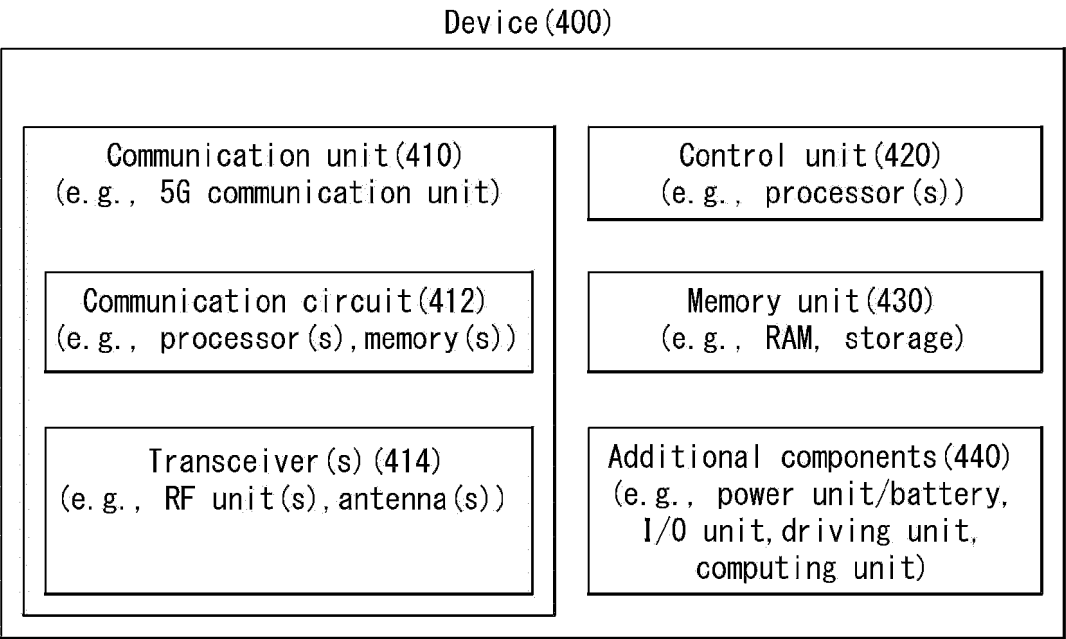 Device(400)
Communication unit(410)
(e.g., 5G communication unit)
Communication circuit(412)
(e.g., processor(s),memory(s))
Transceiver(s)(414)
(e.g., RF unit(s),antenna(s))
Control unit(420)
(e.g., processor(s))
Memory unit(430)
(e.g., RAM, storage)
Additional components(440)
(e.g., power unit/battery,
I/O unit,driving unit,
computing unit)